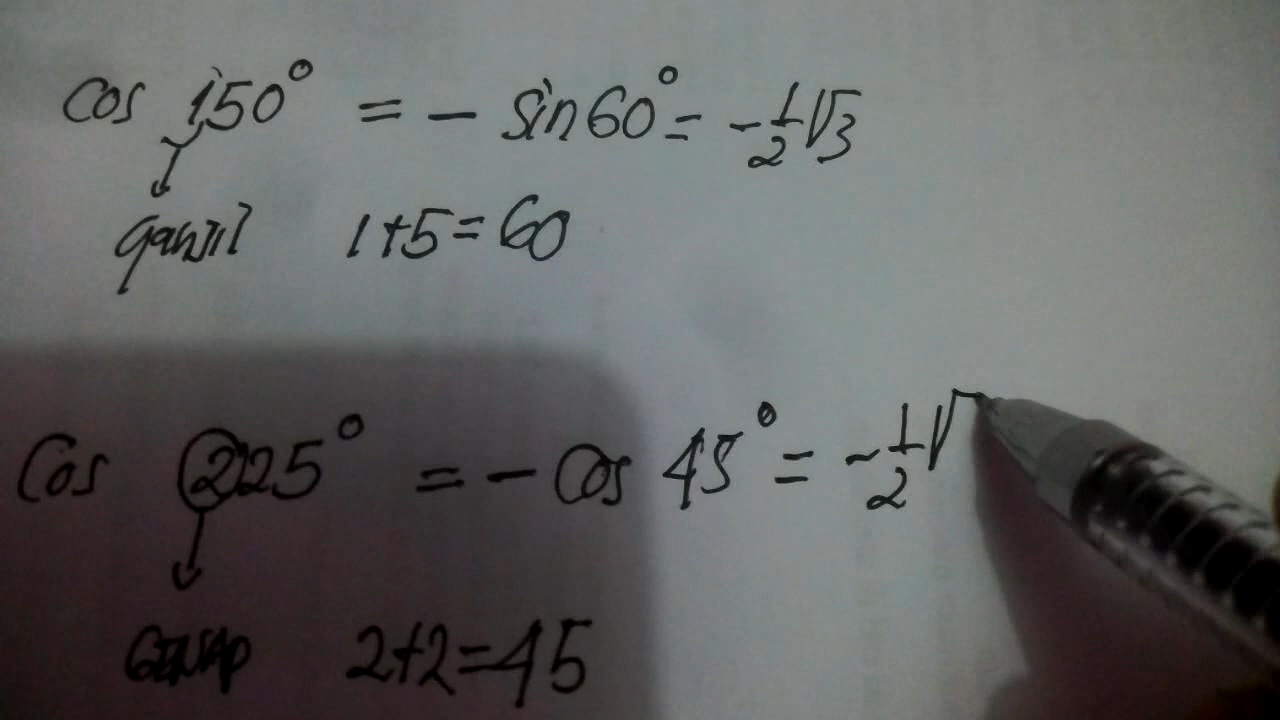 cos 150° = - sin 60° = -½√3
ganjil 1+5=60
Cos 225° = - Cos 45° = -½√
GENAP 2+2=45